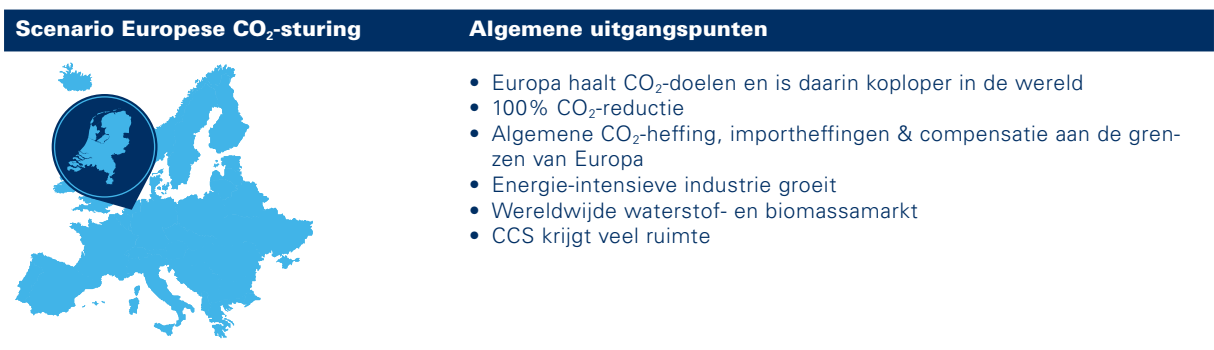 Scenario Europese CO₂-sturing
Algemene uitgangspunten
• Europa haalt CO₂-doelen en is daarin koploper in de wereld
• 100% CO₂-reductie
• Algemene CO₂-heffing, importheffingen & compensatie aan de gren-
zen van Europa
• Energie-intensieve industrie groeit
• Wereldwijde waterstof- en biomassamarkt
• CCS krijgt veel ruimte